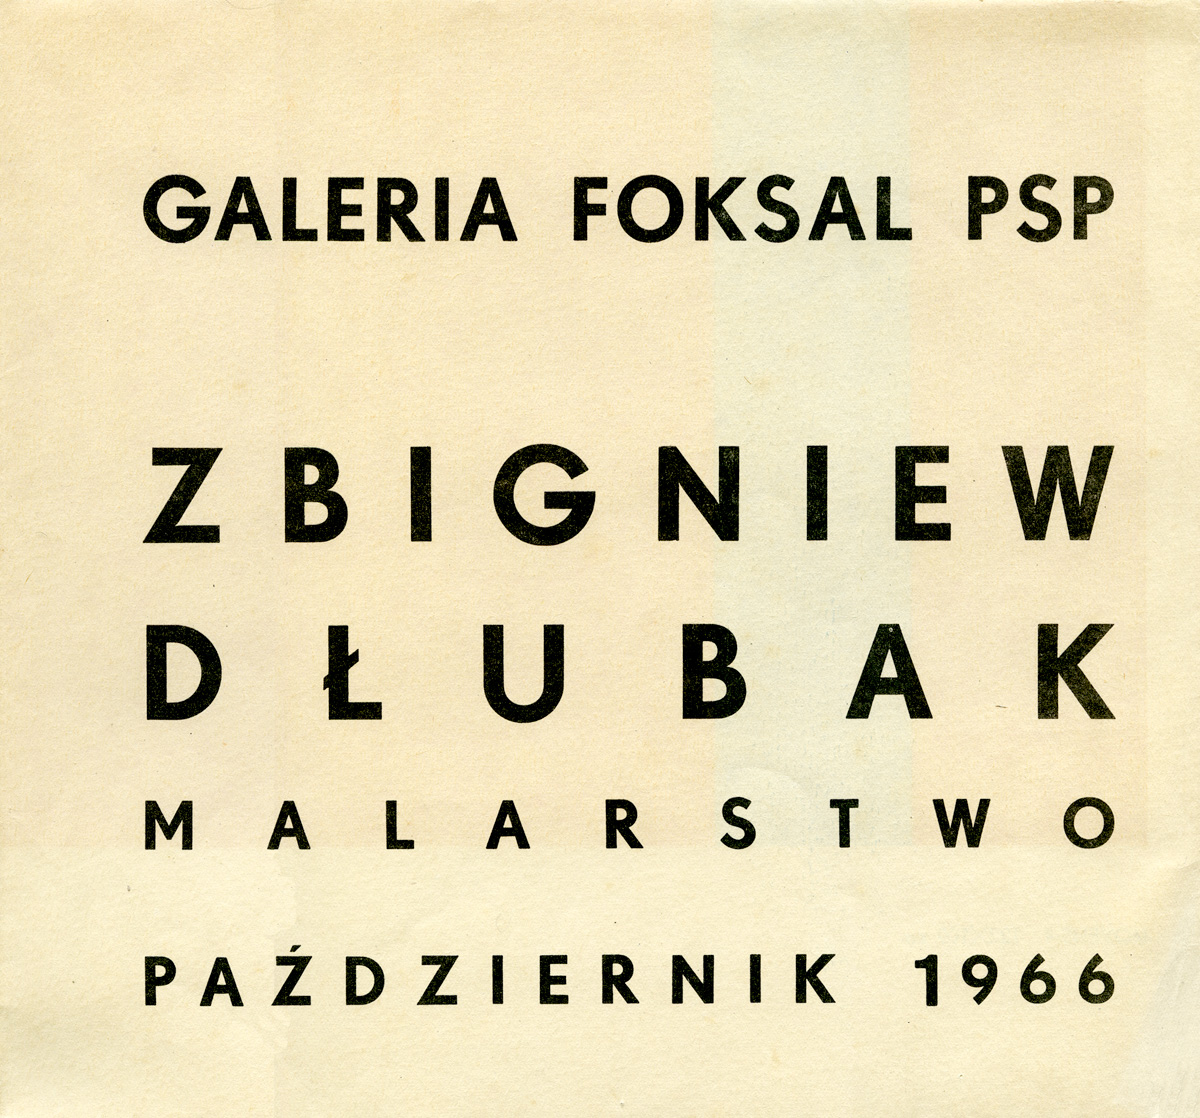 GALERIA FOKSAL PSP
ZBIGNIEW
DŁUBAK
MALARSTWO
PAŹDZIERNIK 1966